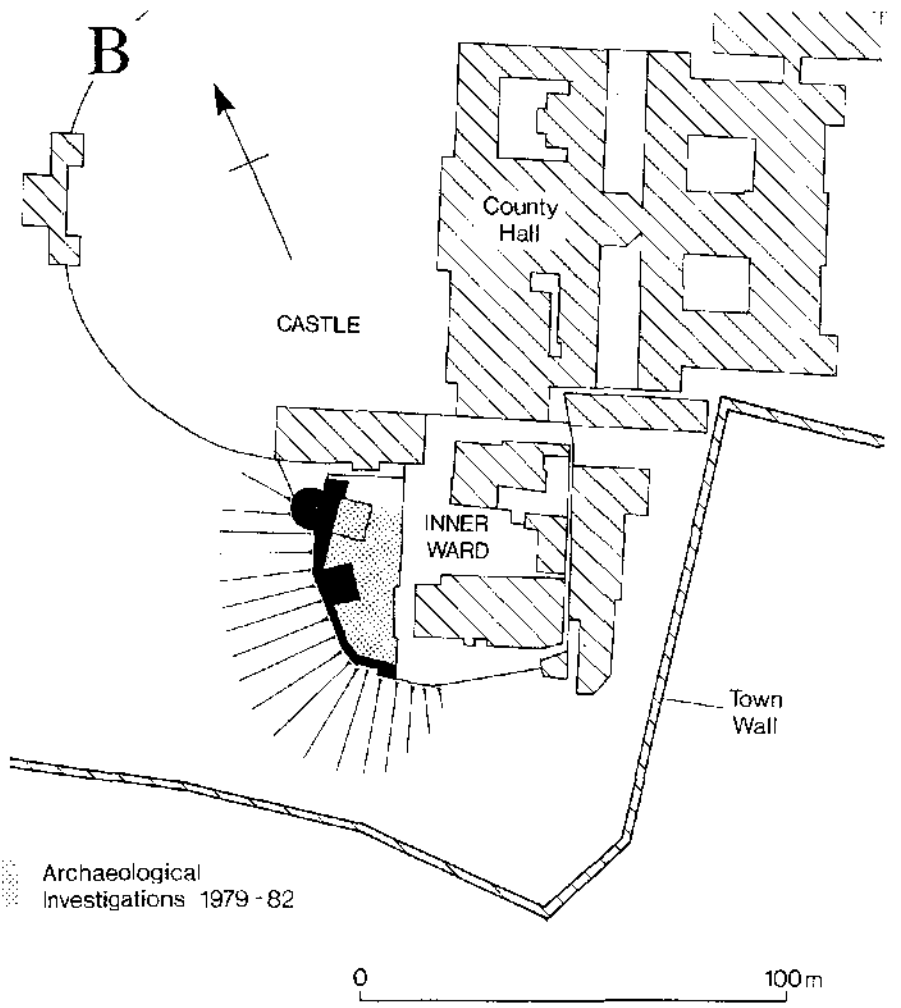 B
County
Hall
CASTLE
INNER
WARD
Town
Wall
Archaeological
Investigations 1979-82
0 100m